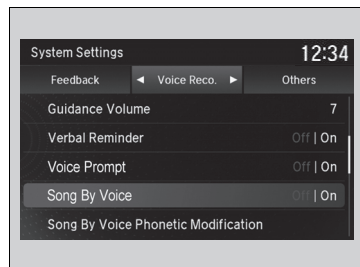 System Settings 12:34
Feedback ◄ Voice Reco. ► Others
Guidance Volume 7
Verbal Reminder Off | On
Voice Prompt Off | On
Song By Voice Off | On
Song By Voice Phonetic Modification